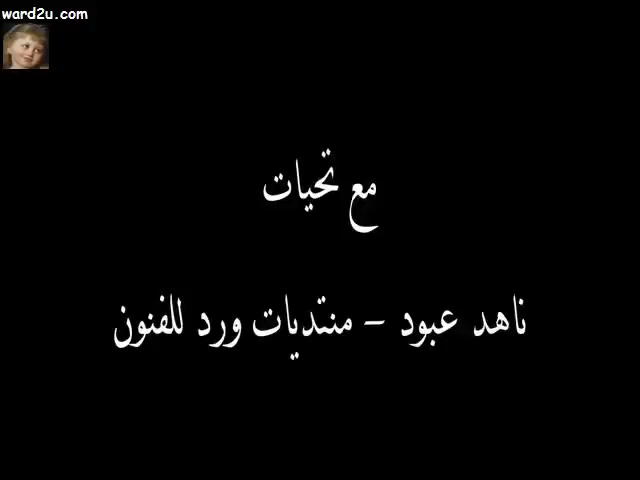 ward2u.com
مع تحيات
ناهد عبود - منتديات ورد للفنون